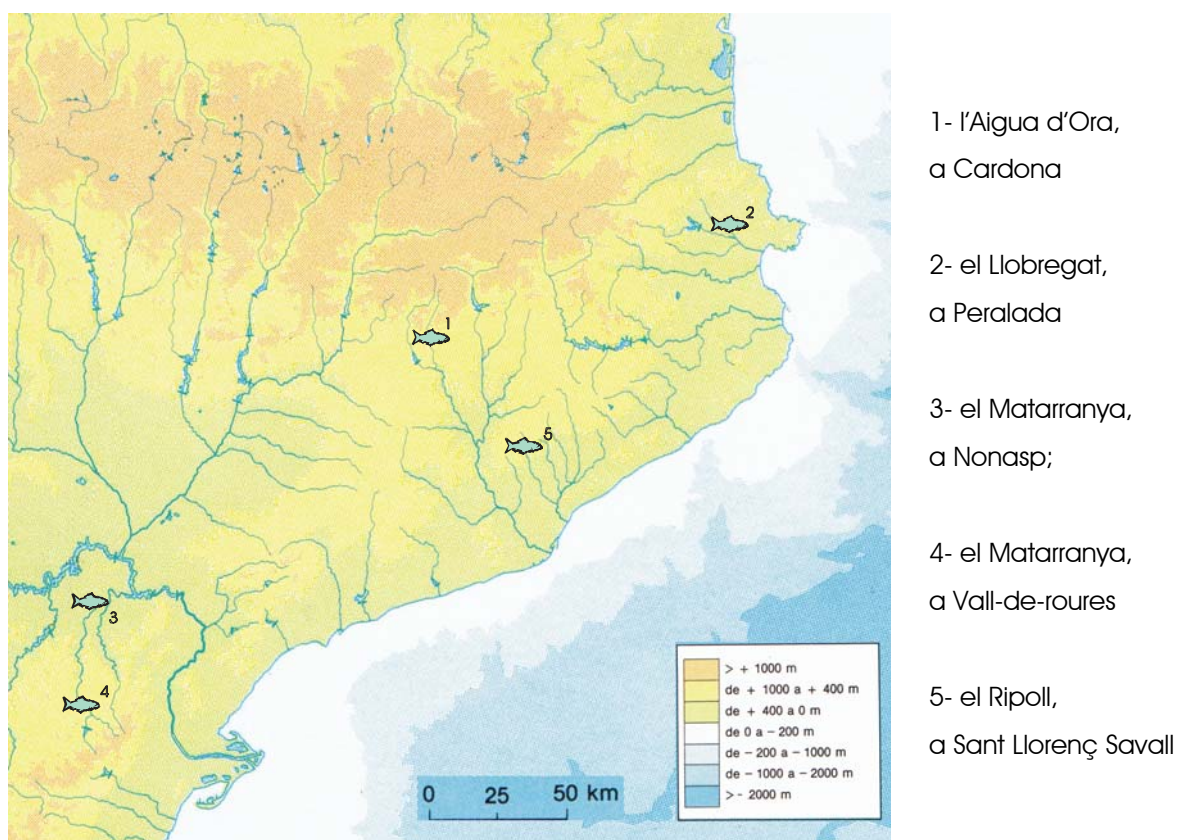 2
1
5
3
4
0 25 50 km
> + 1000 m
de + 1000 a + 400 m
de + 400 a 0 m
de 0 a – 200 m
de – 200 a – 1000 m
de – 1000 a – 2000 m
> - 2000 m
1- l'Aigua d'Ora,
a Cardona
2- el Llobregat,
a Peralada
3- el Matarranya,
a Nonasp;
4- el Matarranya,
a Vall-de-roures
5- el Ripoll,
a Sant Llorenç Savall